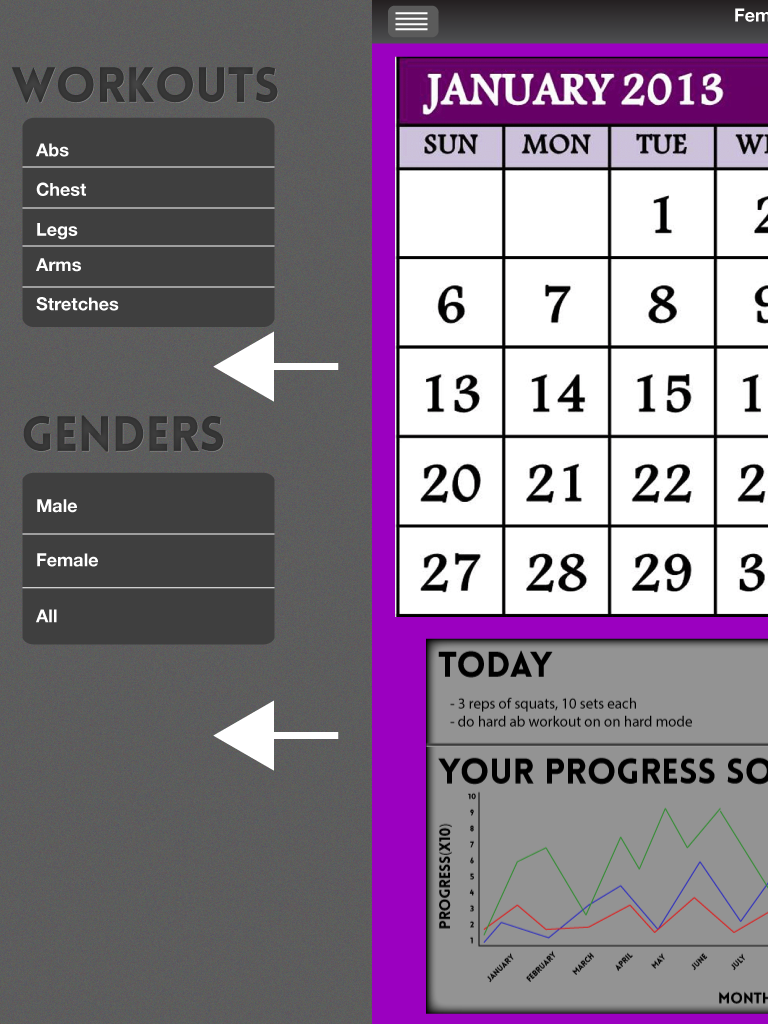 WORKOUTS
Abs
Chest
Legs
Arms
Stretches
GENDERS
Male
Female
All
Fem
JANUARY 2013
SUN MON TUE
1 2
6 7 8 9
13 14 15 1
20 21 22 2
27 28 29 3
TODAY
- 3 reps of squats, 10 sets each
- do hard ab workout on on hard mode
YOUR PROGRESS SO
PROGRESS(X10)
10
9
8
7
6
5
4
3
2
1
JANUARY FEBRUARY MARCH APRIL MAY JUNE JULY
MONTH